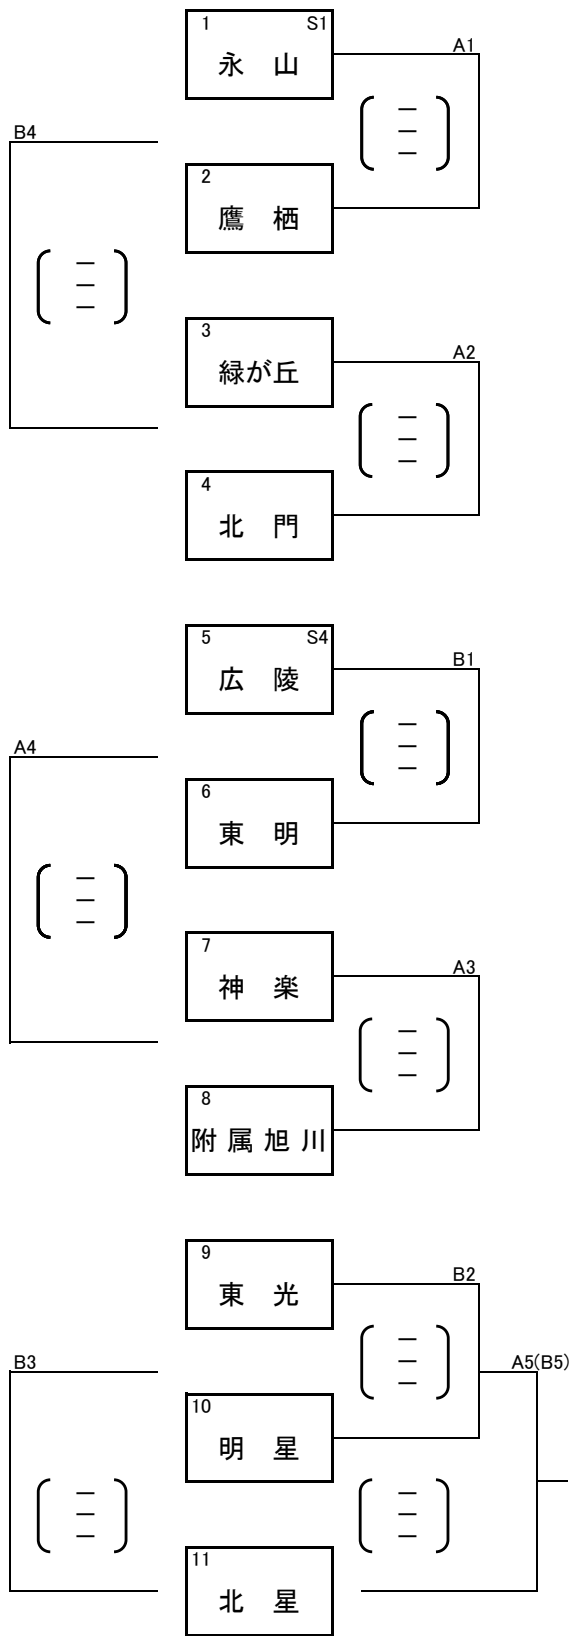 1 S1
永 山
A1
B4
2
鷹 栖
3
緑が丘
A2
4
北 門
5 S4
広 陵
B1
A4
6
東 明
7
神 楽
A3
8
附属旭川
9
東 光
B2
B3
A5(B5)
10
明 星
11
北 星